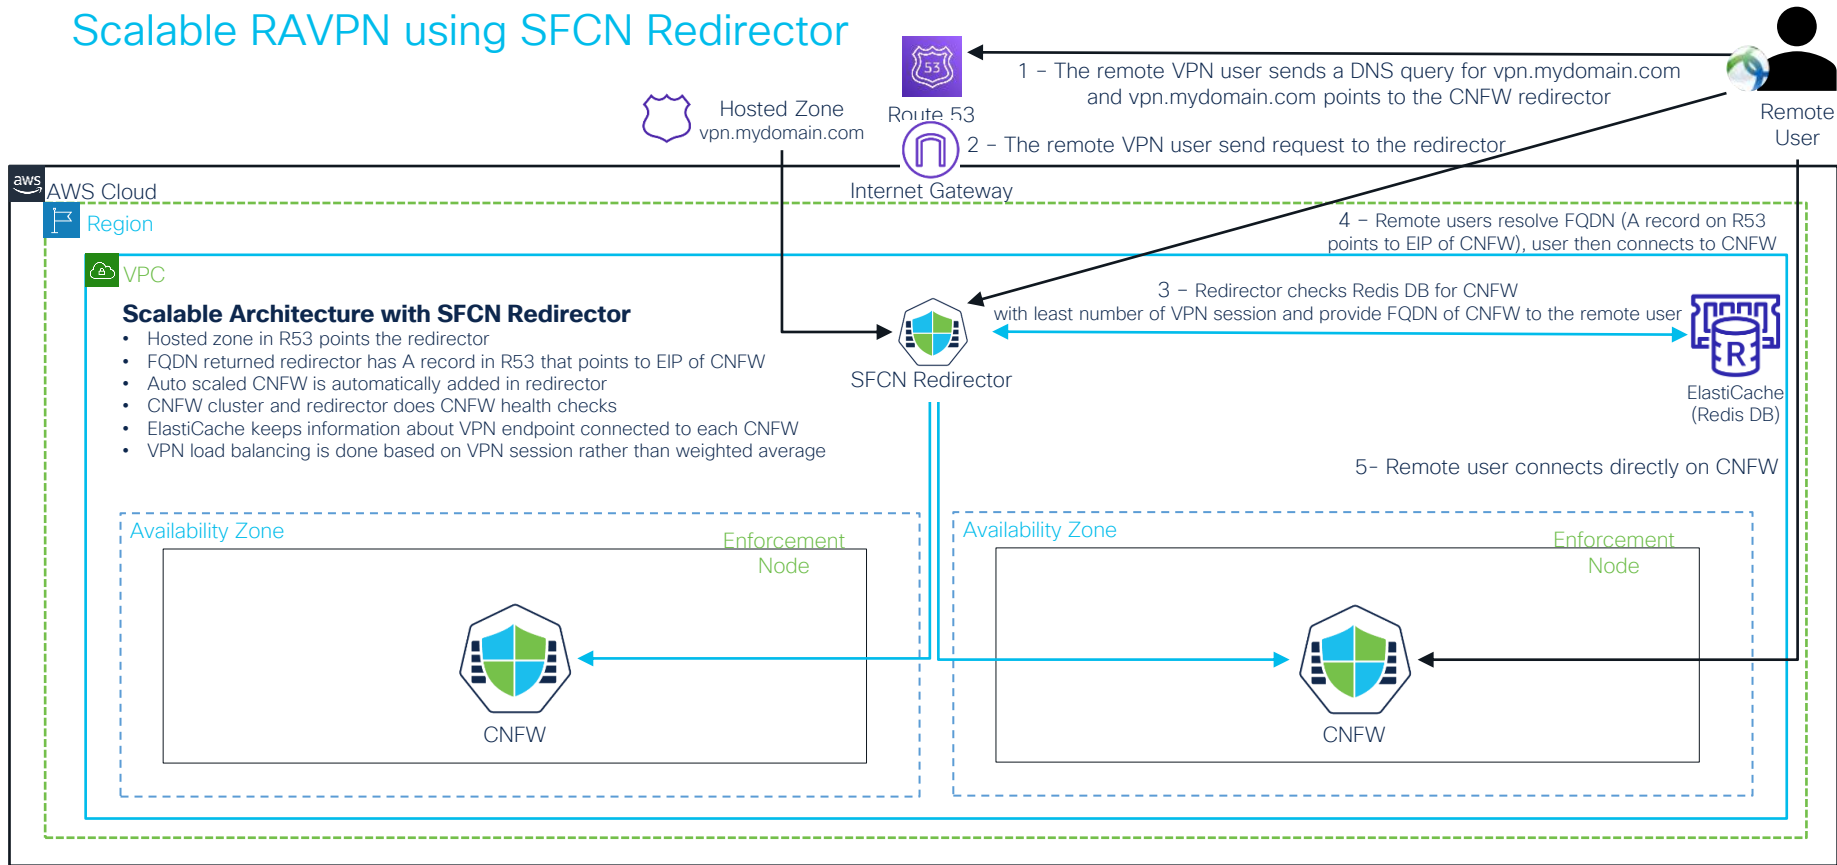 Scalable RAVPN using SFCN Redirector
53
Route 53
1 – The remote VPN user sends a DNS query for vpn.mydomain.com
and vpn.mydomain.com points to the CNFW redirector
Remote
User
Hosted Zone
vpn.mydomain.com
2 – The remote VPN user send request to the redirector
Internet Gateway
aws
AWS Cloud
Region
4 – Remote users resolve FQDN (A record on R53
points to EIP of CNFW), user then connects to CNFW
VPC
Scalable Architecture with SFCN Redirector
• Hosted zone in R53 points the redirector
• FQDN returned redirector has A record in R53 that points to EIP of CNFW
• Auto scaled CNFW is automatically added in redirector
• CNFW cluster and redirector does CNFW health checks
• ElastiCache keeps information about VPN endpoint connected to each CNFW
• VPN load balancing is done based on VPN session rather than weighted average
3 – Redirector checks Redis DB for CNFW
with least number of VPN session and provide FQDN of CNFW to the remote user
SFCN Redirector
R
ElastiCache
(Redis DB)
5- Remote user connects directly on CNFW
Availability Zone
Enforcement
Node
CNFW
Availability Zone
Enforcement
Node
CNFW